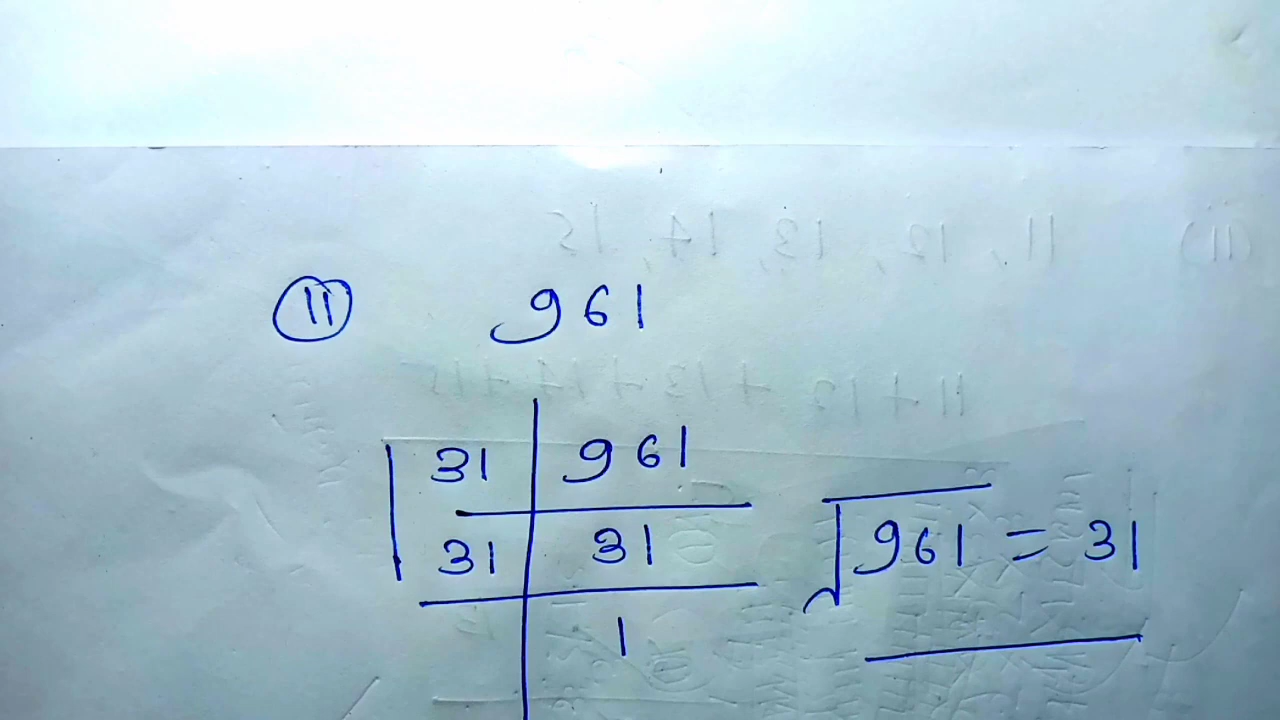 11 961
31 961
31 31
1
√961 = 31